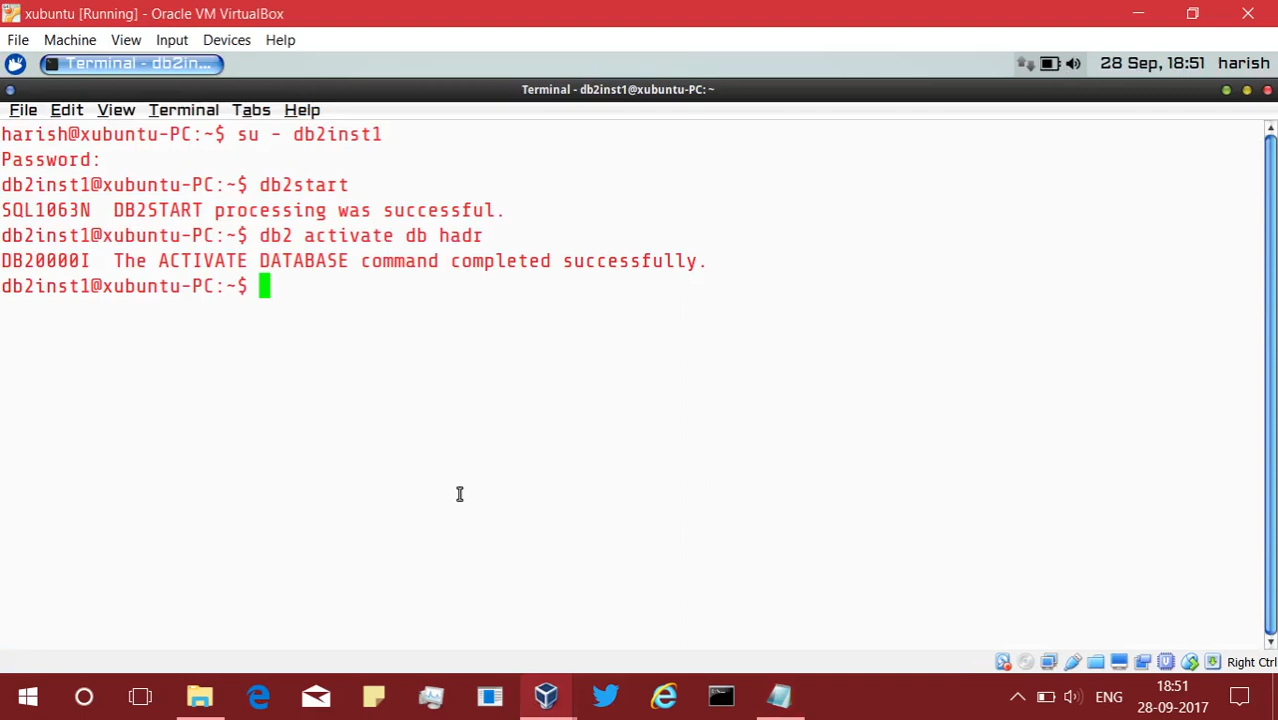 xubuntu [Running] - Oracle VM VirtualBox
File Machine View Input Devices Help
Terminal - db2in...
28 Sep, 18:51 harish
Terminal - db2inst1@xubuntu-PC: ~
File Edit View Terminal Tabs Help
harish@xubuntu-PC:~$ su - db2inst1
Password:
db2inst1@xubuntu-PC:~$ db2start
SQL1063N  DB2START processing was successful.
db2inst1@xubuntu-PC:~$ db2 activate db hadr
DB20000I  The ACTIVATE DATABASE command completed successfully.
db2inst1@xubuntu-PC:~$
Right Ctrl
ENG
18:51
28-09-2017